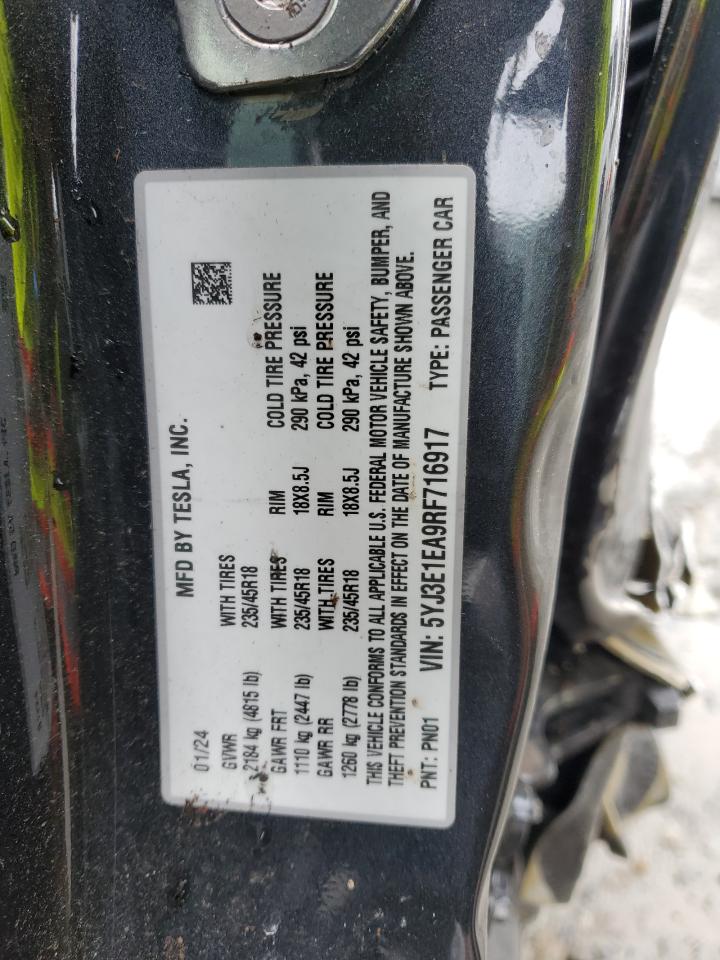 MFD BY TESLA, INC.
01/24
GVWR WITH TIRES
2184 kg (4815 lb) 235/45R18
GAWR FRT WITH TIRES RIM COLD TIRE PRESSURE
1110 kg (2447 lb) 235/45R18 18X8.5J 290 kPa, 42 psi
GAWR RR WITH TIRES RIM COLD TIRE PRESSURE
1260 kg (2778 lb) 235/45R18 18X8.5J 290 kPa, 42 psi
THIS VEHICLE CONFORMS TO ALL APPLICABLE U.S. FEDERAL MOTOR VEHICLE SAFETY, BUMPER, AND
THEFT PREVENTION STANDARDS IN EFFECT ON THE DATE OF MANUFACTURE SHOWN ABOVE.
PNT: PN01 VIN: 5YJ3E1EA9RF716917 TYPE: PASSENGER CAR